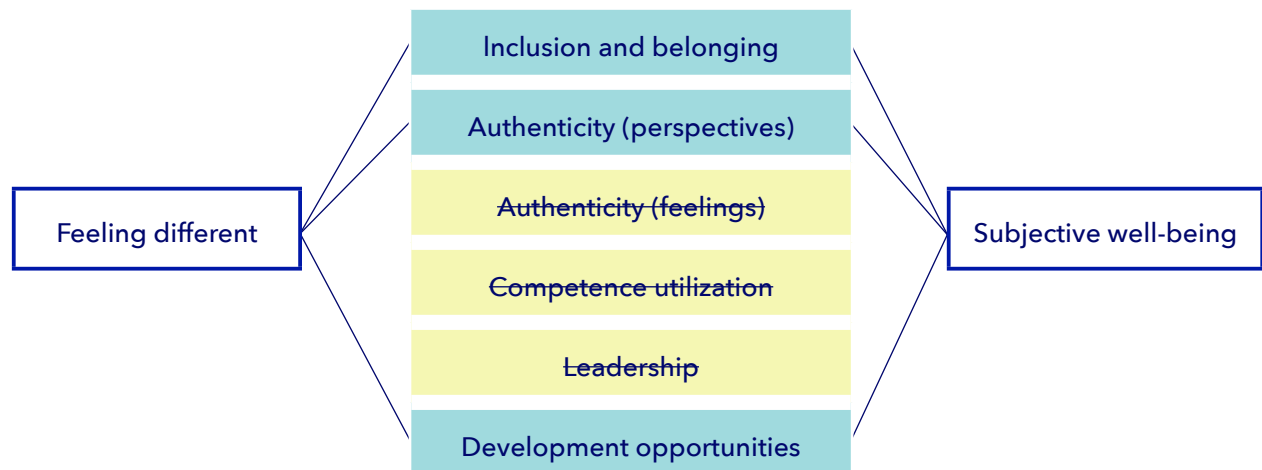 Inclusion and belonging
Authenticity (perspectives)
Authenticity (feelings)
Feeling different
Subjective well-being
Competence utilization
Leadership
Development opportunities